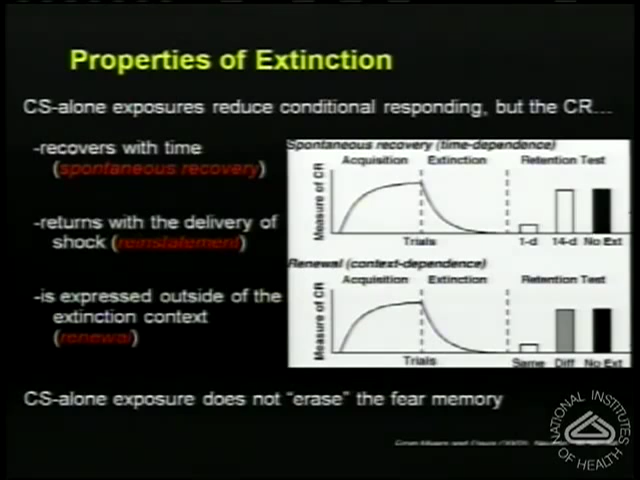 Properties of Extinction
CS-alone exposures reduce conditional responding, but the CR...
-recovers with time
(spontaneous recovery)
-returns with the delivery of
shock (reinstatement)
-is expressed outside of the
extinction context
(renewal)
Spontaneous recovery (time-dependence)
Acquisition Extinction Retention Test
Measure of CR
Trials
1-d 14-d No Ext
Renewal (context-dependence)
Acquisition Extinction Retention Test
Measure of CR
Trials
Same Diff No Ext
CS-alone exposure does not "erase" the fear memory
From Myers and Davis
NATIONAL INSTITUTES
OF HEALTH